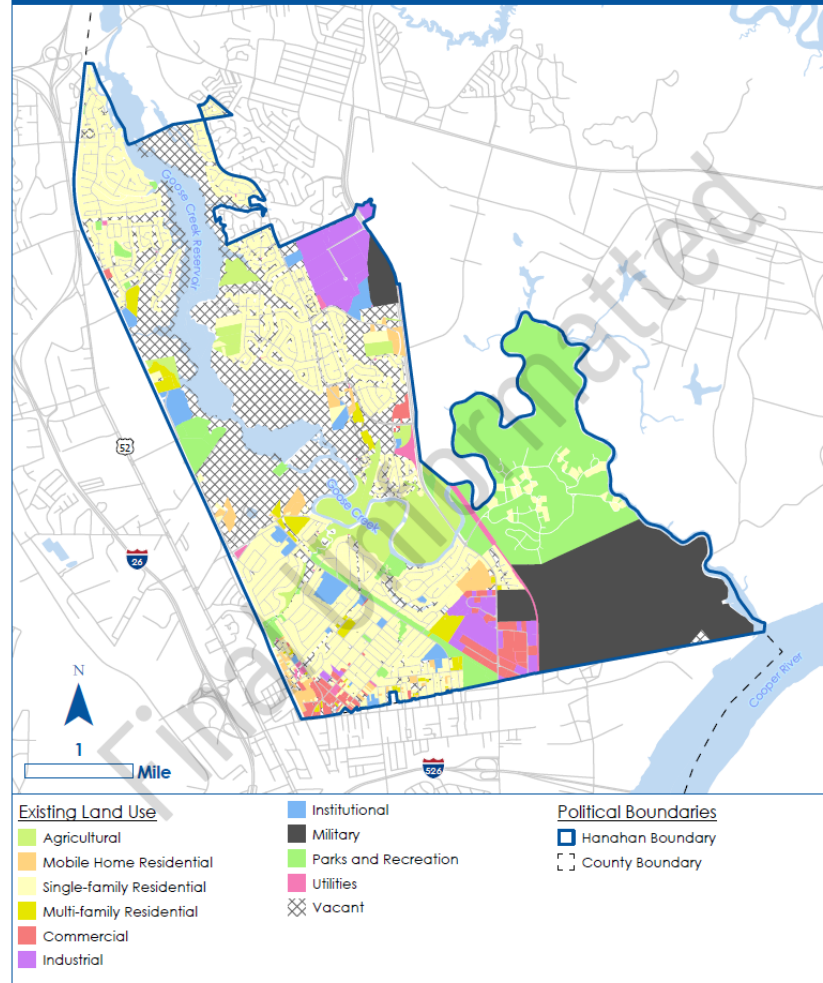 Goose Creek Reservoir
52
Goose Creek
26
Cooper River
N
1
Mile
526
Final Unformatted
Existing Land Use
Agricultural
Mobile Home Residential
Single-family Residential
Multi-family Residential
Commercial
Industrial
Institutional
Military
Parks and Recreation
Utilities
Vacant
Political Boundaries
Hanahan Boundary
County Boundary